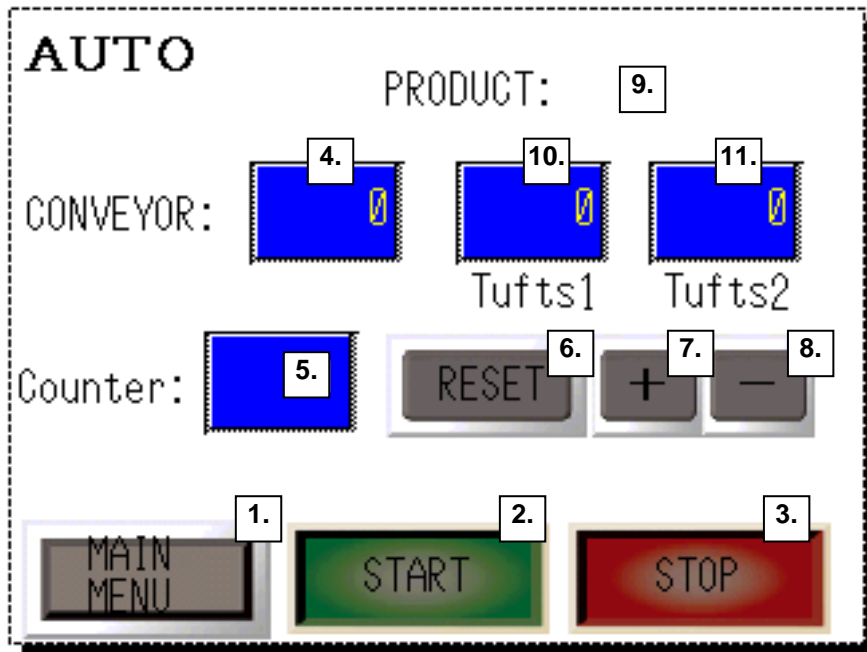 AUTO
PRODUCT: 9.
4. 10. 11.
CONVEYOR: 0 0 0
Tufts1 Tufts2
6. 7. 8.
Counter: 5. RESET + −
1. 2. 3.
MAIN
MENU
START STOP